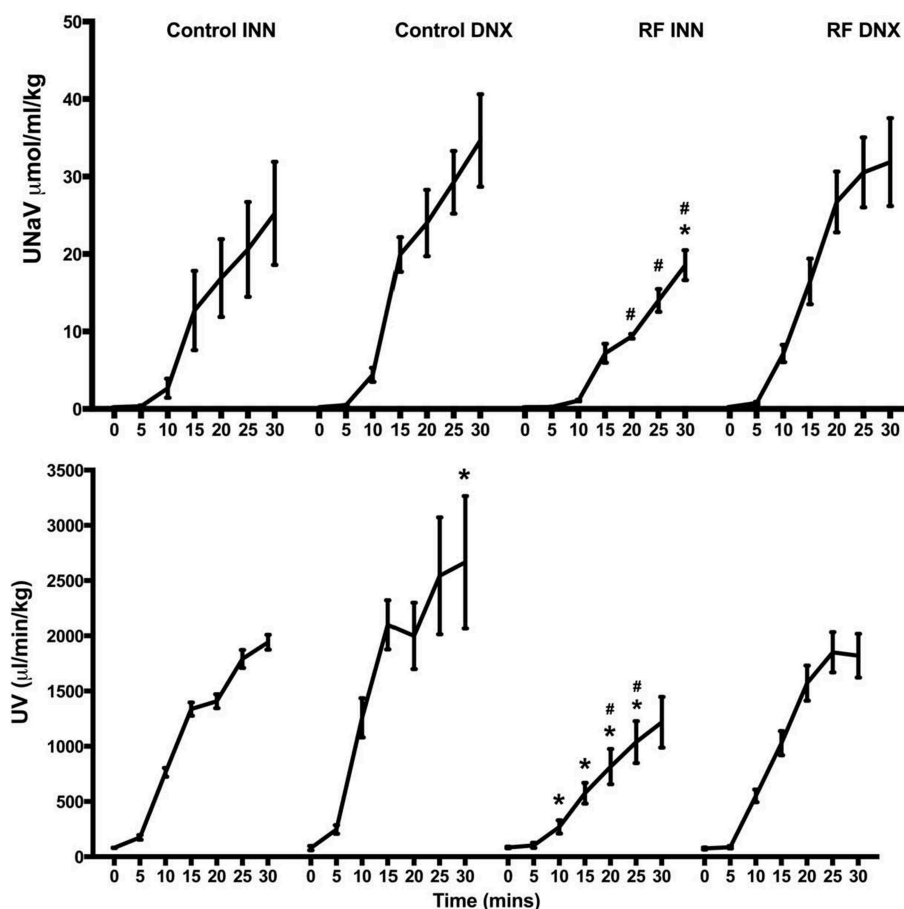 Control INN Control DNX RF INN RF DNX
UNaV μmol/ml/kg
50
40
30
20
10
0
# # # *
0 5 10 15 20 25 30 0 5 10 15 20 25 30 0 5 10 15 20 25 30 0 5 10 15 20 25 30
UV (μl/min/kg)
3500
3000
2500
2000
1500
1000
500
0
* * * # * # *
0 5 10 15 20 25 30 0 5 10 15 20 25 30 0 5 10 15 20 25 30 0 5 10 15 20 25 30
Time (mins)